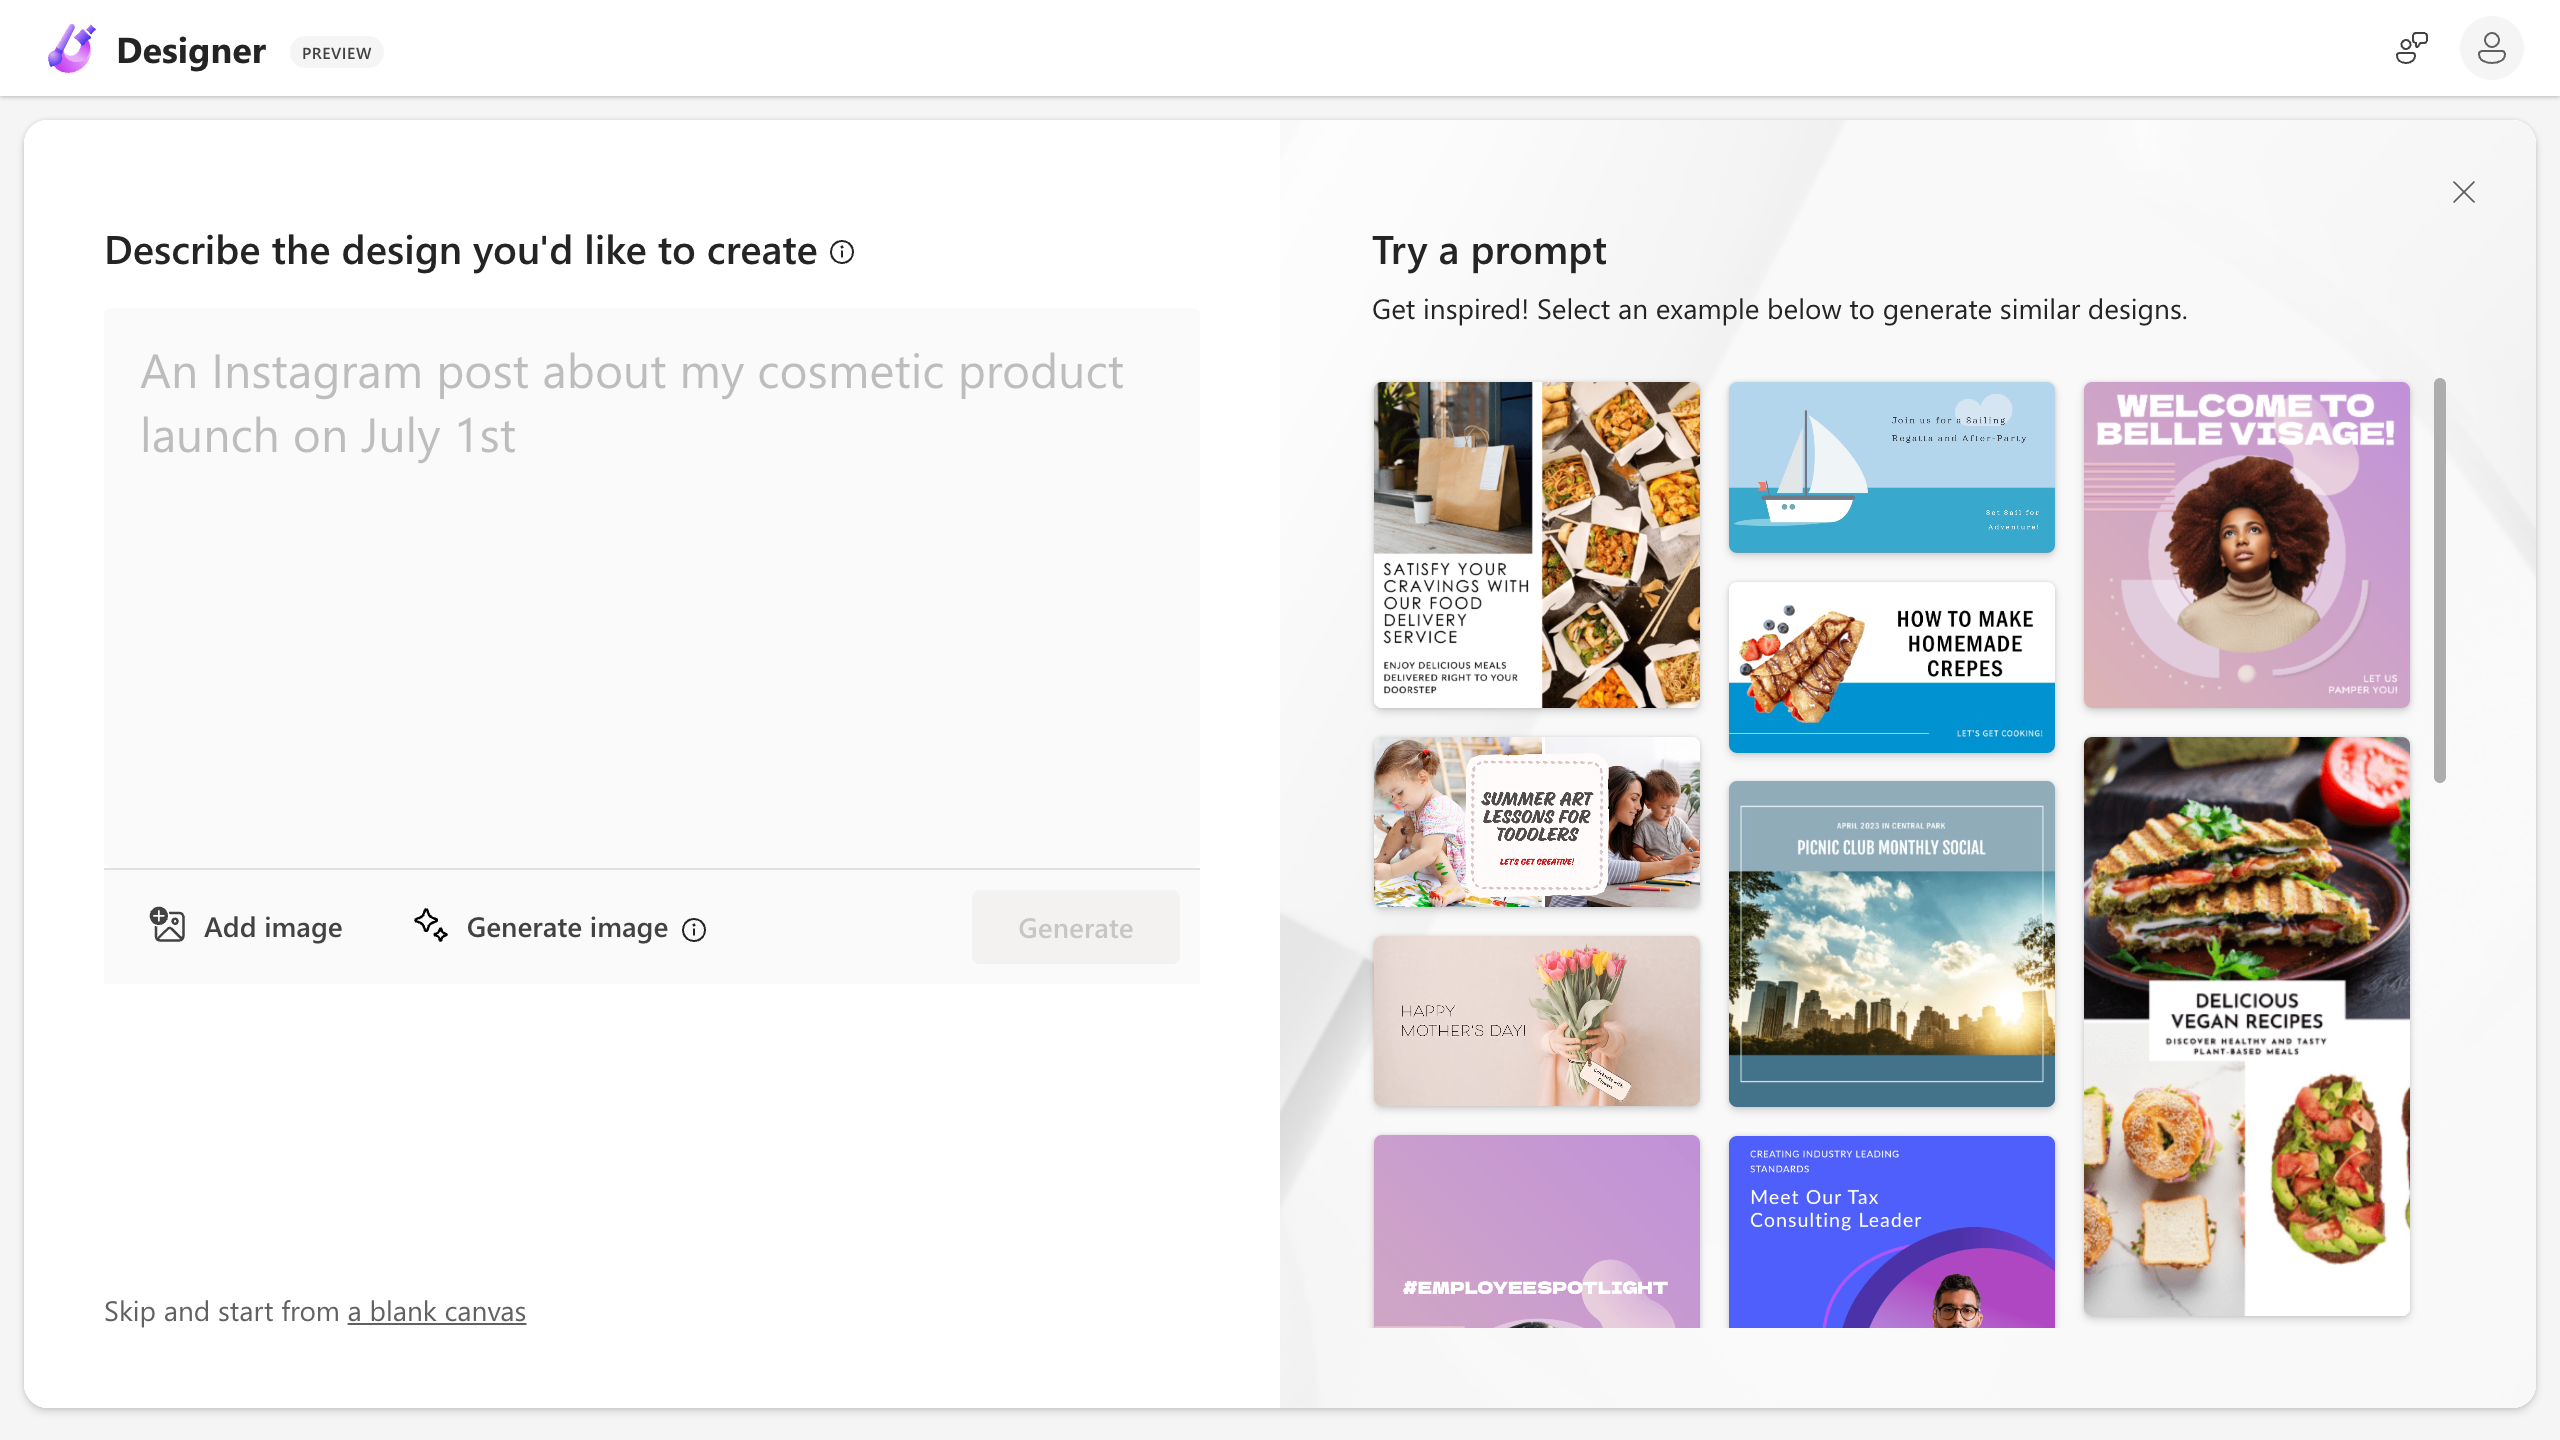 Designer
PREVIEW
Describe the design you'd like to create
An Instagram post about my cosmetic product
launch on July 1st
Add image
Generate image
Generate
Skip and start from a blank canvas
Try a prompt
Get inspired! Select an example below to generate similar designs.
SATISFY YOUR
CRAVINGS WITH
OUR FOOD
DELIVERY
SERVICE
ENJOY DELICIOUS MEALS
DELIVERED RIGHT TO YOUR
DOORSTEP
SUMMER ART
LESSONS FOR
TODDLERS
LET'S GET CREATIVE!
HAPPY
MOTHER'S DAY!
#EMPLOYEESPOTLIGHT
Join us for a Sailing
Regatta and After-Party
Set Sail for
Adventure!
HOW TO MAKE
HOMEMADE
CREPES
LET'S GET COOKING!
APRIL 2023 IN CENTRAL PARK
PICNIC CLUB MONTHLY SOCIAL
CREATING INDUSTRY LEADING
STANDARDS
Meet Our Tax
Consulting Leader
WELCOME TO
BELLE VISAGE!
LET US
PAMPER YOU!
DELICIOUS
VEGAN RECIPES
DISCOVER HEALTHY AND TASTY
PLANT-BASED MEALS